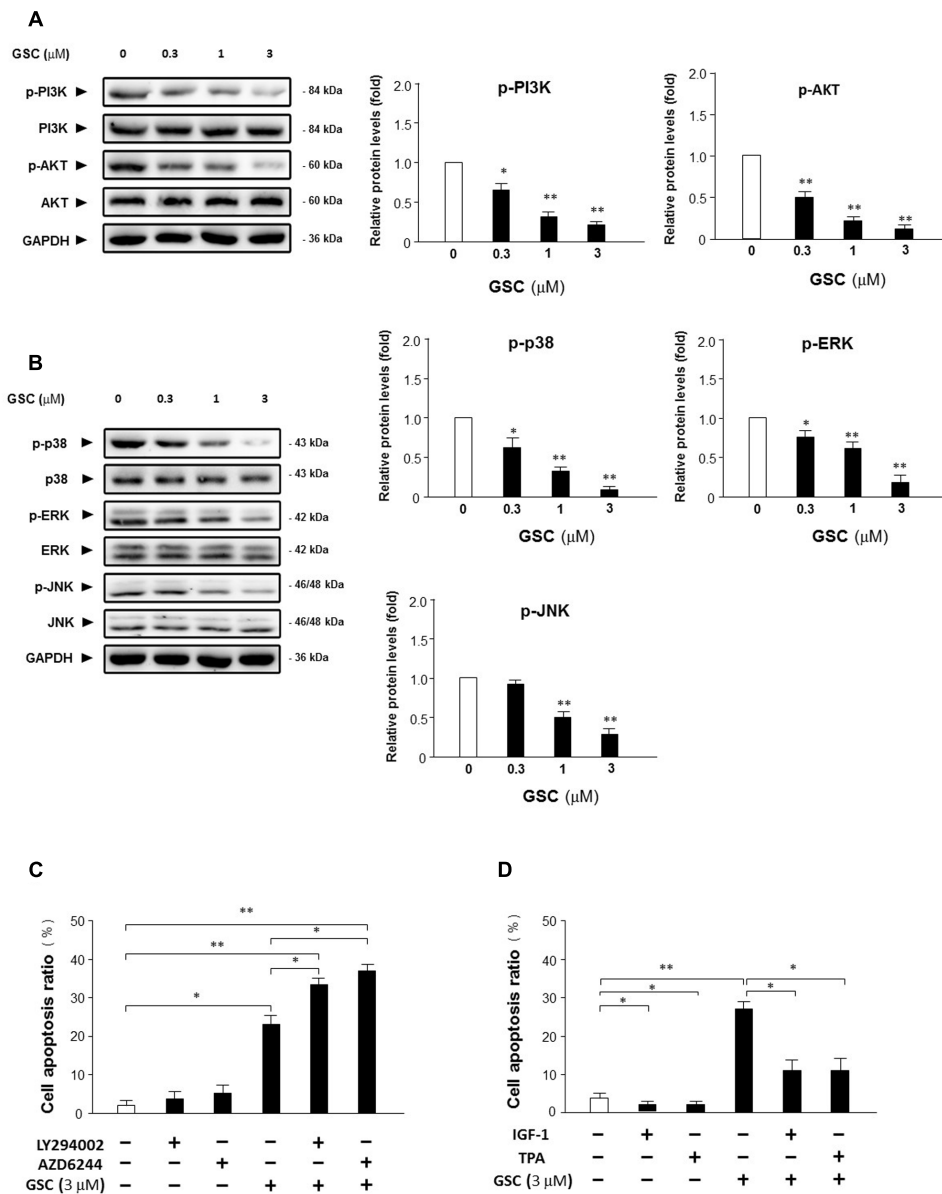 A
GSC (μM) 0 0.3 1 3
p-PI3K - 84 kDa
PI3K - 84 kDa
p-AKT - 60 kDa
AKT - 60 kDa
GAPDH - 36 kDa
p-PI3K
Relative protein levels (fold)
2.0
1.5
1.0
0.5
0
* ** **
0 0.3 1 3
GSC (μM)
p-AKT
Relative protein levels (fold)
2.0
1.5
1.0
0.5
0
** ** **
0 0.3 1 3
GSC (μM)
B
GSC (μM) 0 0.3 1 3
p-p38 - 43 kDa
p38 - 43 kDa
p-ERK - 42 kDa
ERK - 42 kDa
p-JNK - 46/48 kDa
JNK - 46/48 kDa
GAPDH - 36 kDa
p-p38
Relative protein levels (fold)
2.0
1.5
1.0
0.5
0
* ** **
0 0.3 1 3
GSC (μM)
p-ERK
Relative protein levels (fold)
2.0
1.5
1.0
0.5
0
* ** **
0 0.3 1 3
GSC (μM)
p-JNK
Relative protein levels (fold)
2.0
1.5
1.0
0.5
0
** **
0 0.3 1 3
GSC (μM)
C
Cell apoptosis ratio (%)
50
40
30
20
10
0
**
*
**
*
*
LY294002 – + – – + –
AZD6244 – – + – – +
GSC (3 μM) – – – + + +
D
Cell apoptosis ratio (%)
50
40
30
20
10
0
** *
* *
*
IGF-1 – + – – + –
TPA – – + – – +
GSC (3 μM) – – – + + +